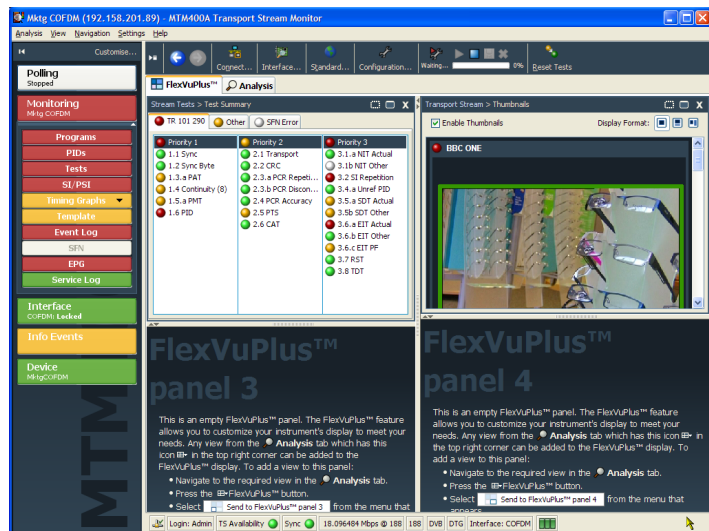 Mktg COFDM (192.158.201.89) - MTM400A Transport Stream Monitor
Analysis View Navigation Settings Help
Customise...
Polling
Stopped
Monitoring
Mktg COFDM
Programs
PIDs
Tests
SI/PSI
Timing Graphs
Template
Event Log
SFN
EPG
Service Log
Interface
COFDM: Locked
Info Events
Device
MktgCOFDM
MTM
Connect... Interface... Standard... Configuration... Waiting... 0% Reset Tests
FlexVuPlus™ Analysis
Stream Tests > Test Summary
TR 101 290 Other SFN Error
Priority 1
1.1 Sync
1.2 Sync Byte
1.3.a PAT
1.4 Continuity (8)
1.5.a PMT
1.6 PID
Priority 2
2.1 Transport
2.2 CRC
2.3.a PCR Repeti...
2.3.b PCR Discon...
2.4 PCR Accuracy
2.5 PTS
2.6 CAT
Priority 3
3.1.a NIT Actual
3.1.b NIT Other
3.2 SI Repetition
3.4.a Unref PID
3.5.a SDT Actual
3.5b SDT Other
3.6.a EIT Actual
3.6.b EIT Other
3.6.c EIT PF
3.7 RST
3.8 TDT
Transport Stream > Thumbnails
Enable Thumbnails Display Format:
BBC ONE
FlexVuPlus™
panel 3
This is an empty FlexVuPlus™ panel. The FlexVuPlus™ feature
allows you to customize your instrument's display to meet your
needs. Any view from the Analysis tab which has this
icon in the top right corner can be added to the
FlexVuPlus™ display. To add a view to this panel:
• Navigate to the required view in the Analysis tab.
• Press the FlexVuPlus™ button.
• Select Send to FlexVuPlus™ panel 3 from the menu that
FlexVuPlus™
panel 4
This is an empty FlexVuPlus™ panel. The FlexVuPlus™ feature
allows you to customize your instrument's display to meet your
needs. Any view from the Analysis tab which has this icon in
the top right corner can be added to the FlexVuPlus™ display. To
add a view to this panel:
• Navigate to the required view in the Analysis tab.
• Press the FlexVuPlus™ button.
• Select Send to FlexVuPlus™ panel 4 from the menu that
appears.
Login: Admin TS Availability Sync 18.096484 Mbps @ 188 188 DVB DTG Interface: COFDM